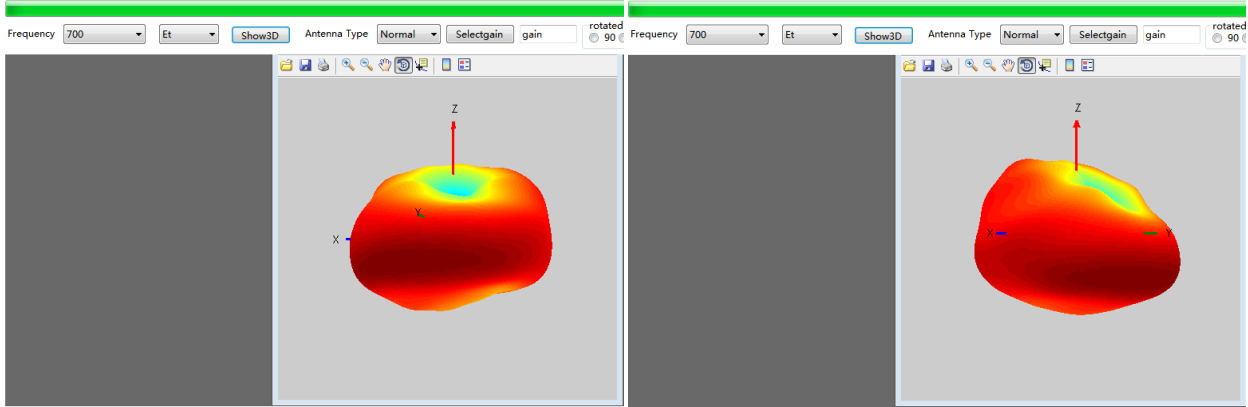 rotated
Frequency 700 Et Show3D Antenna Type Normal Selectgain gain 90
Z
Y
X
rotated
Frequency 700 Et Show3D Antenna Type Normal Selectgain gain 90
Z
X Y